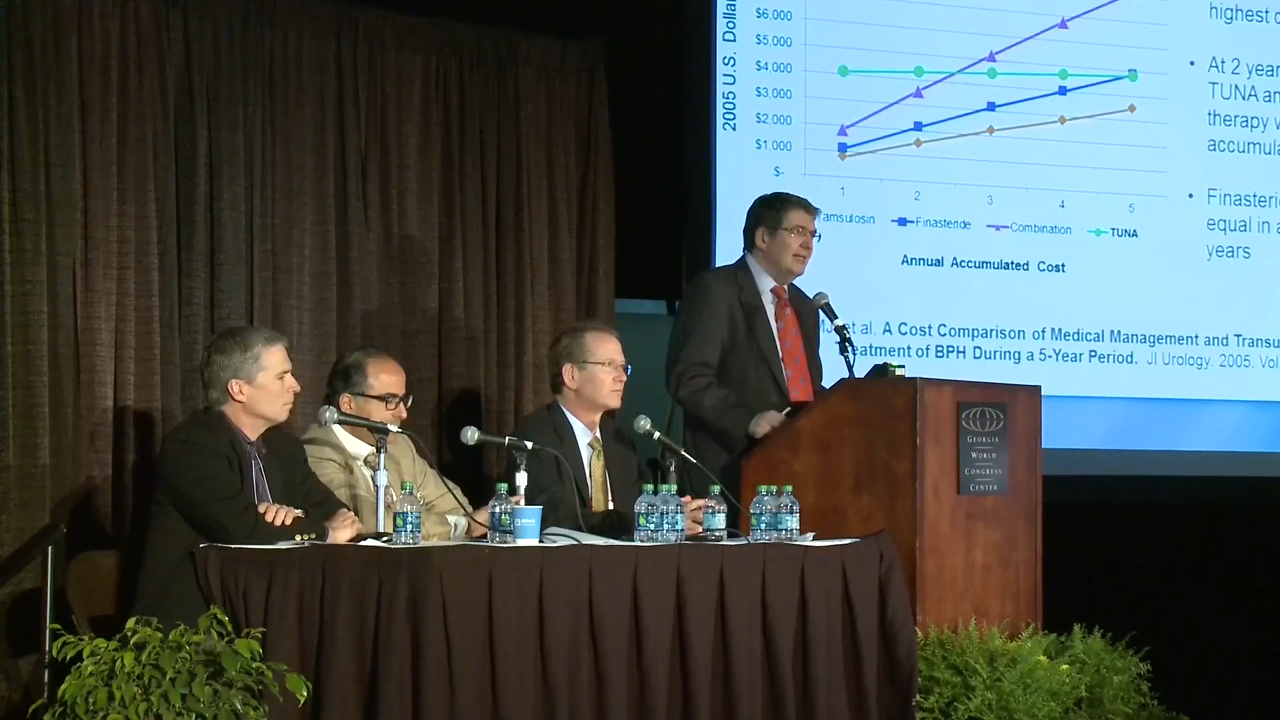 $6,000
$5,000
$4,000
$3,000
$2,000
$1,000
$-
2005 U.S. Dollar
1 2 3 4 5
Tamsulosin Finasteride Combination TUNA
Annual Accumulated Cost
highest
• At 2 year
TUNA an
therapy
accumula
• Finasteri
equal in
years
et al. A Cost Comparison of Medical Management and Transu
eatment of BPH During a 5-Year Period. Jl Urology. 2005. Vol
GEORGIA
WORLD
CONGRESS
CENTER